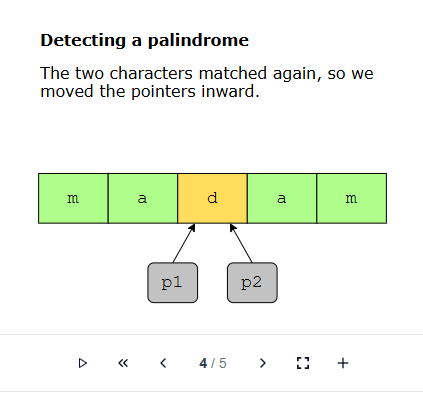 Detecting a palindrome
The two characters matched again, so we
moved the pointers inward.
m a d a m
p1 p2
4 / 5